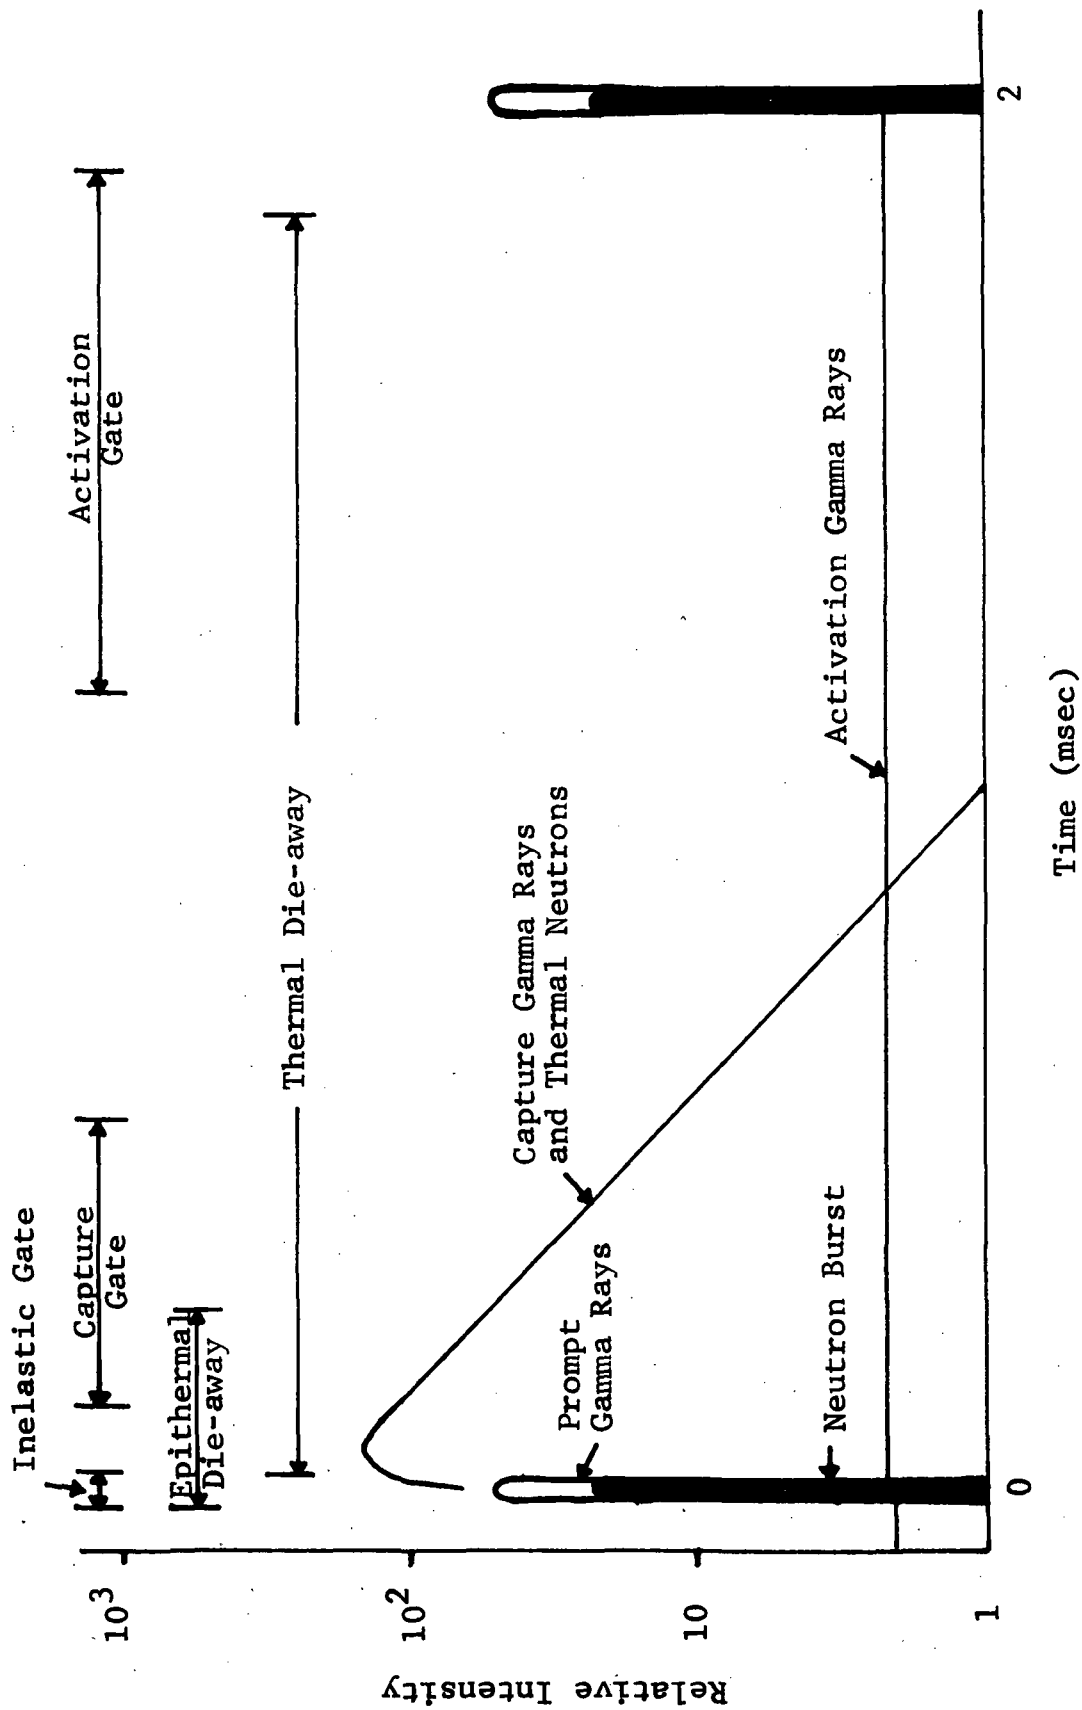 Inelastic Gate
Capture
Gate
Activation
Gate
Epithermal
Die-away
Thermal Die-away
10³
10²
10
1
Relative Intensity
Prompt
Gamma Rays
Capture Gamma Rays
and Thermal Neutrons
Neutron Burst
Activation Gamma Rays
0
2
Time (msec)